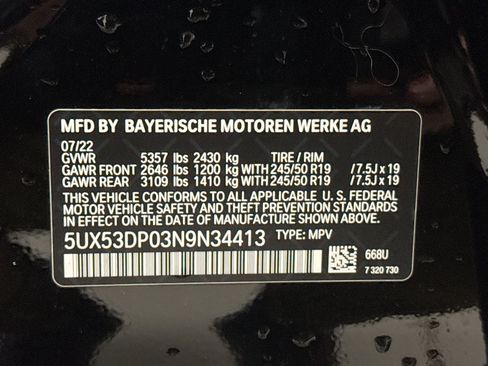 MFD BY BAYERISCHE MOTOREN WERKE AG
07/22
GVWR 5357 lbs 2430 kg TIRE / RIM
GAWR FRONT 2646 lbs 1200 kg WITH 245/50 R19 / 7.5J x 19
GAWR REAR 3109 lbs 1410 kg WITH 245/50 R19 / 7.5J x 19
THIS VEHICLE CONFORMS TO ALL APPLICABLE U. S. FEDERAL
MOTOR VEHICLE SAFETY AND THEFT PREVENTION STANDARDS
IN EFFECT ON THE DATE OF MANUFACTURE SHOWN ABOVE.
5UX53DP03N9N34413 TYPE: MPV
668U
7 320 730